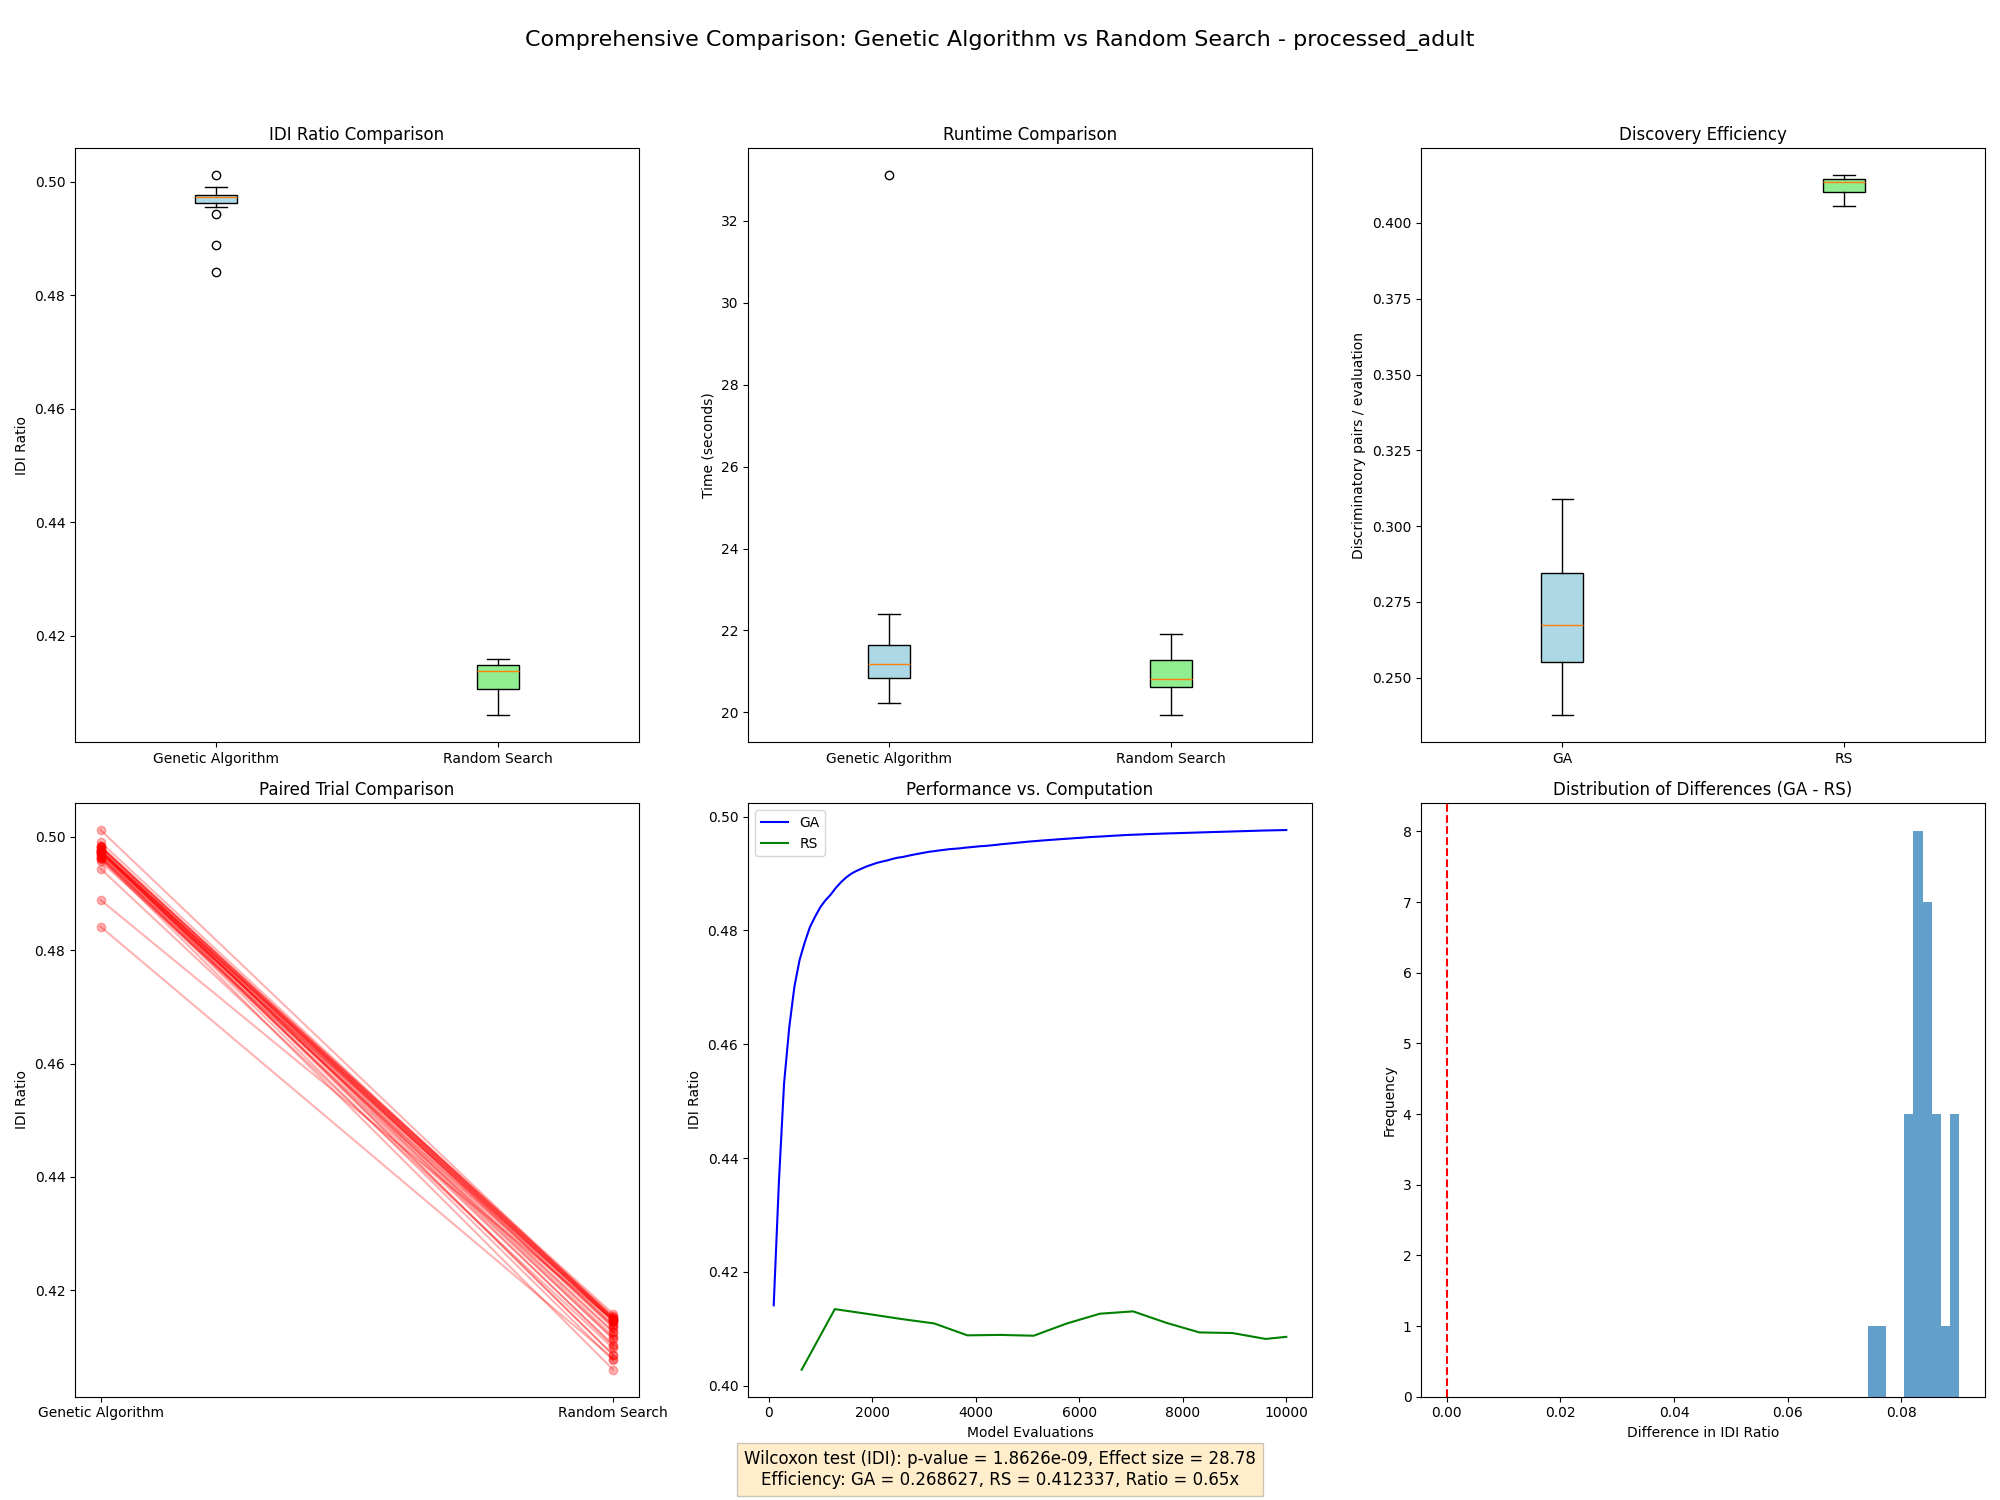 Comprehensive Comparison: Genetic Algorithm vs Random Search - processed_adult
IDI Ratio Comparison
IDI Ratio
0.50
0.48
0.46
0.44
0.42
Genetic Algorithm
Random Search
Runtime Comparison
Time (seconds)
32
30
28
26
24
22
20
Genetic Algorithm
Random Search
Discovery Efficiency
Discriminatory pairs / evaluation
0.400
0.375
0.350
0.325
0.300
0.275
0.250
GA
RS
Paired Trial Comparison
IDI Ratio
0.50
0.48
0.46
0.44
0.42
Genetic Algorithm
Random Search
Performance vs. Computation
GA
RS
IDI Ratio
0.50
0.48
0.46
0.44
0.42
0.40
0
2000
4000
6000
8000
10000
Model Evaluations
Distribution of Differences (GA - RS)
Frequency
8
7
6
5
4
3
2
1
0
0.00
0.02
0.04
0.06
0.08
Difference in IDI Ratio
Wilcoxon test (IDI): p-value = 1.8626e-09, Effect size = 28.78
Efficiency: GA = 0.268627, RS = 0.412337, Ratio = 0.65x